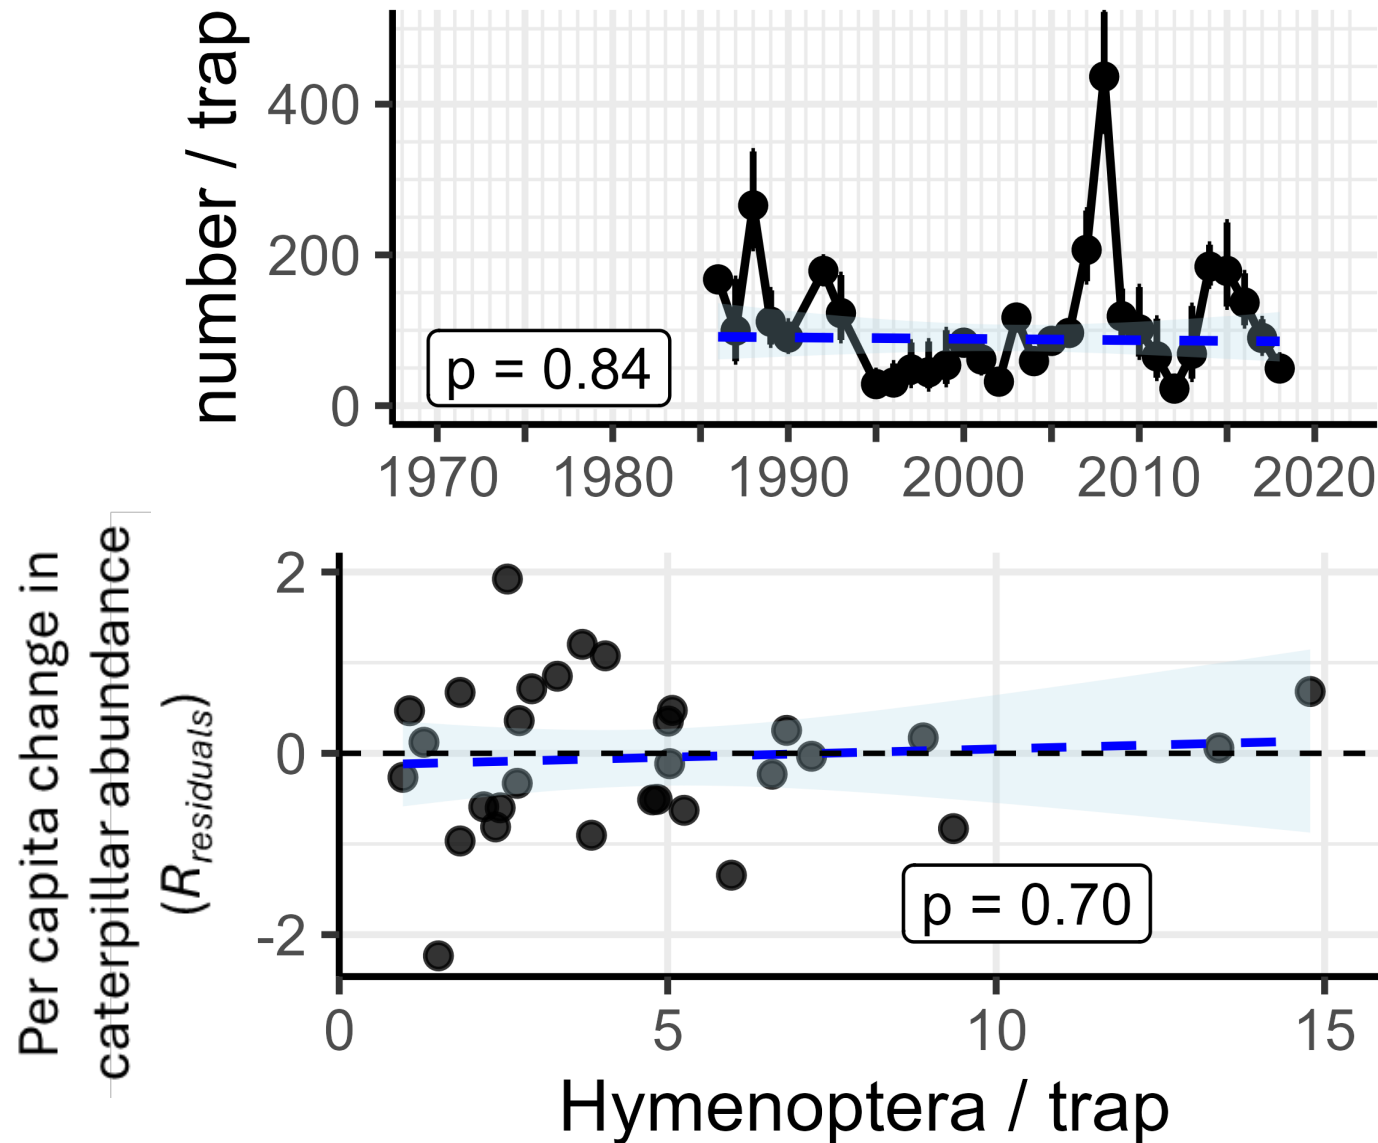 number / trap
400
200
0
p = 0.84
1970 1980 1990 2000 2010 2020
Per capita change in
caterpillar abundance
(Rresiduals)
2
0
-2
p = 0.70
0 5 10 15
Hymenoptera / trap